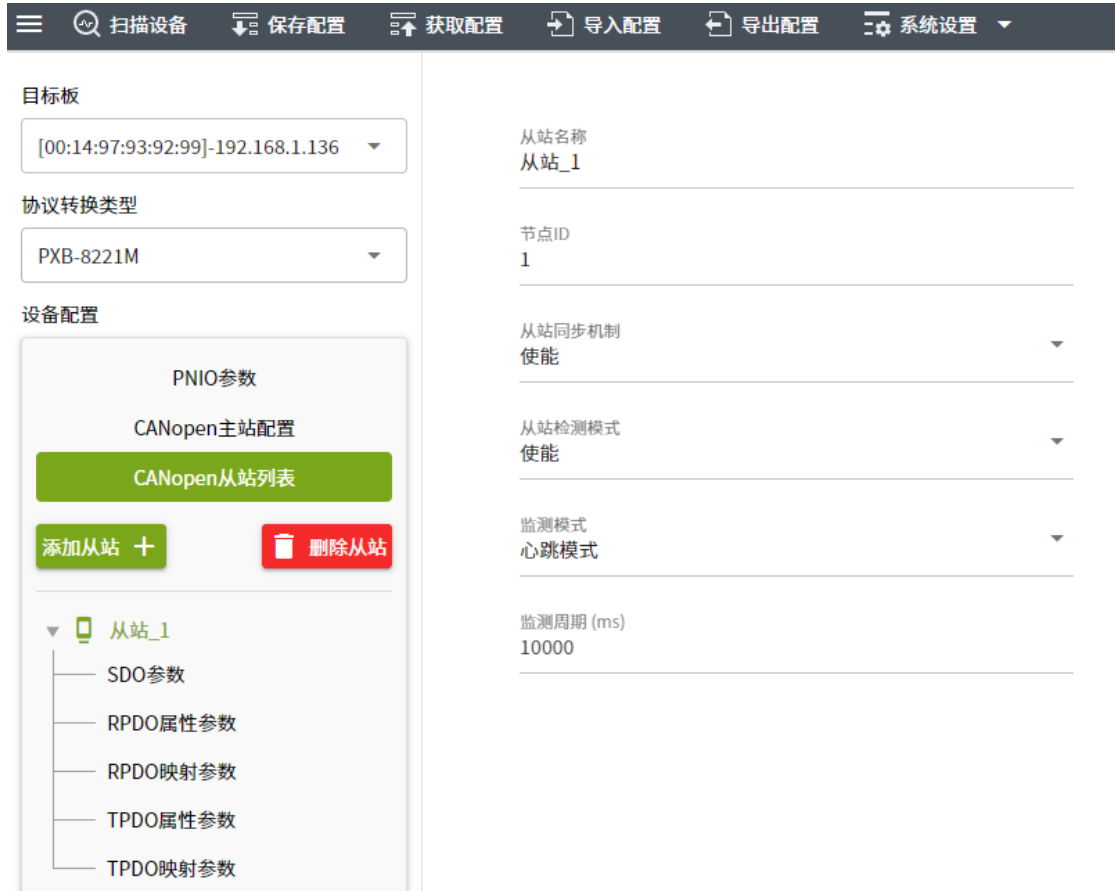 扫描设备 保存配置 获取配置 导入配置 导出配置 系统设置
目标板
[00:14:97:93:92:99]-192.168.1.136
协议转换类型
PXB-8221M
设备配置
PNIO参数
CANopen主站配置
CANopen从站列表
添加从站
删除从站
从站_1
SDO参数
RPDO属性参数
RPDO映射参数
TPDO属性参数
TPDO映射参数
从站名称
从站_1
节点ID
1
从站同步机制
使能
从站检测模式
使能
监测模式
心跳模式
监测周期 (ms)
10000